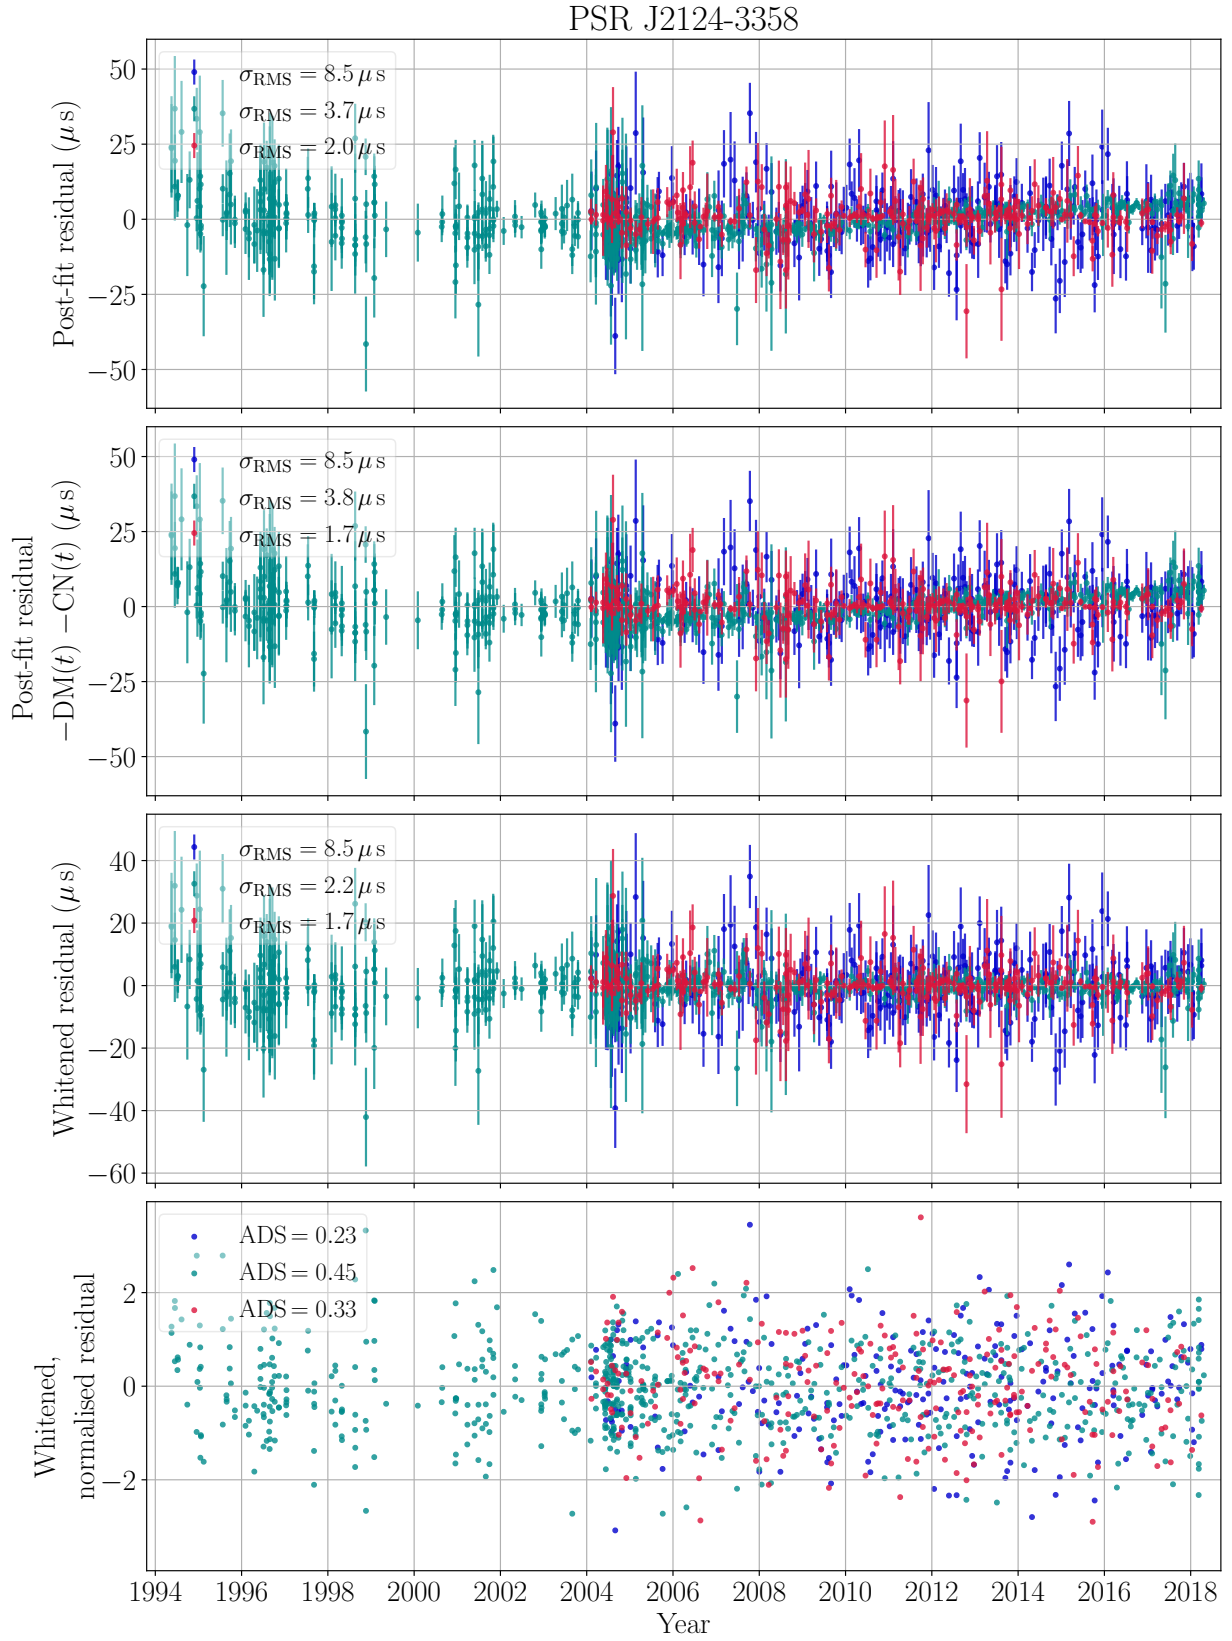 PSR J2124-3358
Post-fit residual (μs)
50
25
0
−25
−50
σRMS = 8.5 μs
σRMS = 3.7 μs
σRMS = 2.0 μs
Post-fit residual
−DM(t) −CN(t) (μs)
50
25
0
−25
−50
σRMS = 8.5 μs
σRMS = 3.8 μs
σRMS = 1.7 μs
Whitened residual (μs)
40
20
0
−20
−40
−60
σRMS = 8.5 μs
σRMS = 2.2 μs
σRMS = 1.7 μs
Whitened,
normalised residual
2
0
−2
ADS = 0.23
ADS = 0.45
ADS = 0.33
1994 1996 1998 2000 2002 2004 2006 2008 2010 2012 2014 2016 2018
Year